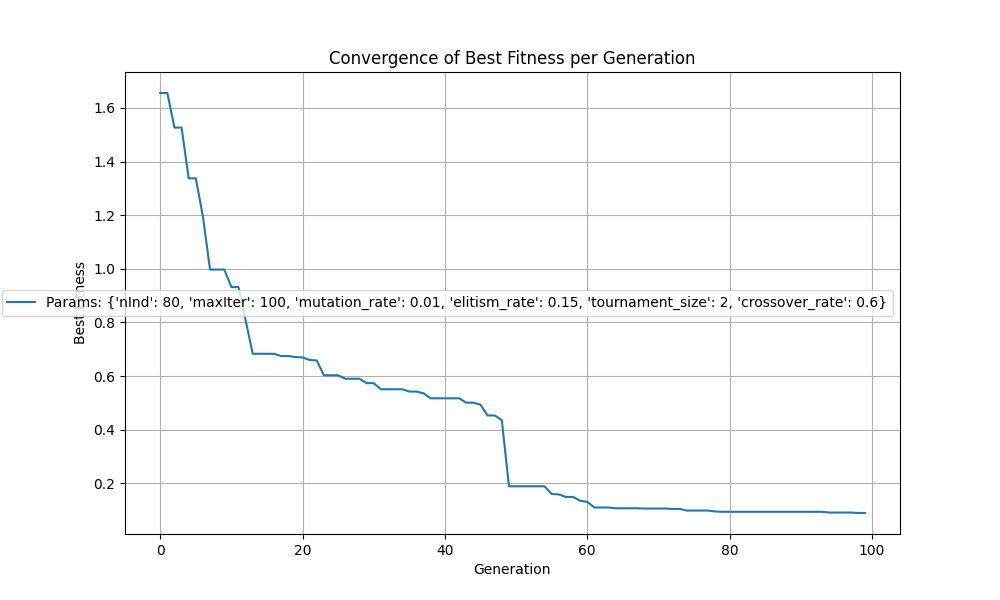 Convergence of Best Fitness per Generation
1.6
1.4
1.2
1.0
0.8
0.6
0.4
0.2
Best
Params: {'nInd': 80, 'maxIter': 100, 'mutation_rate': 0.01, 'elitism_rate': 0.15, 'tournament_size': 2, 'crossover_rate': 0.6}
0 20 40 60 80 100
Generation